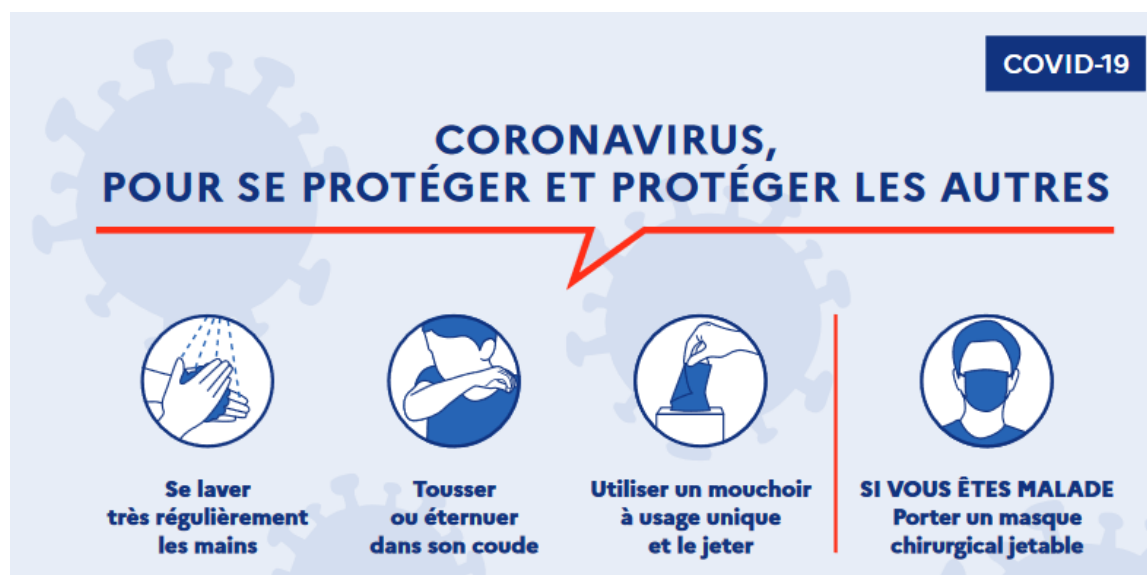 COVID-19
CORONAVIRUS,
POUR SE PROTÉGER ET PROTÉGER LES AUTRES
Se laver
très régulièrement
les mains
Tousser
ou éternuer
dans son coude
Utiliser un mouchoir
à usage unique
et le jeter
SI VOUS ÊTES MALADE
Porter un masque
chirurgical jetable